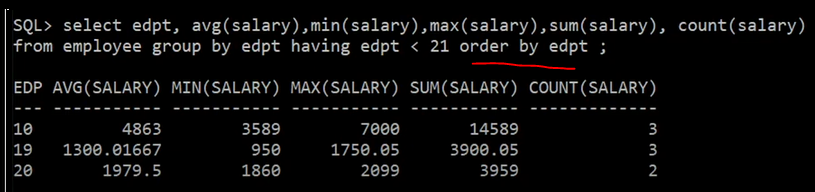 SQL> select edpt, avg(salary),min(salary),max(salary),sum(salary), count(salary)
from employee group by edpt having edpt < 21 order by edpt ;
EDP AVG(SALARY) MIN(SALARY) MAX(SALARY) SUM(SALARY) COUNT(SALARY)
--- ----------- ----------- ----------- ----------- -------------
10 4863 3589 7000 14589 3
19 1300.01667 950 1750.05 3900.05 3
20 1979.5 1860 2099 3959 2